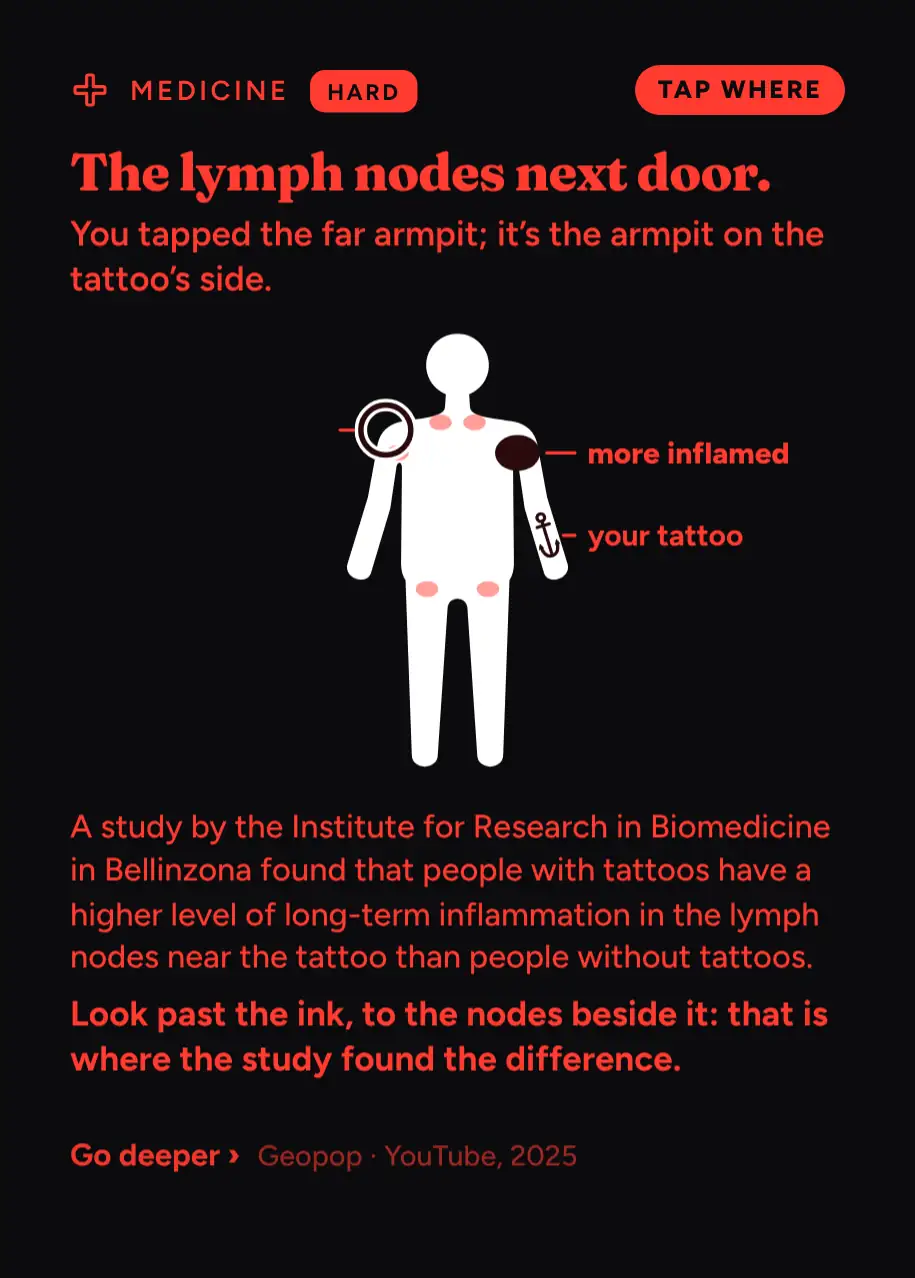 MEDICINE HARD TAP WHERE
The lymph nodes next door.
You tapped the far armpit; it’s the armpit on the
tattoo’s side.
more inflamed
your tattoo
A study by the Institute for Research in Biomedicine
in Bellinzona found that people with tattoos have a
higher level of long-term inflammation in the lymph
nodes near the tattoo than people without tattoos.
Look past the ink, to the nodes beside it: that is
where the study found the difference.
Go deeper › Geopop · YouTube, 2025